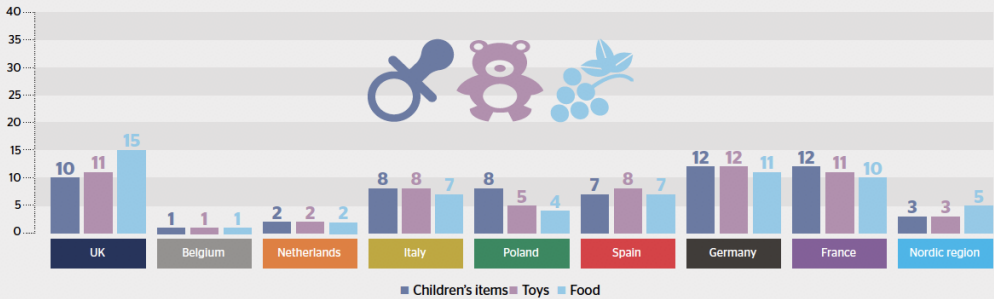 40
35
30
25
20
15
10
5
0
10 11 15
1 1 1
2 2 2
8 8 7
8 5 4
7 8 7
12 12 11
12 11 10
3 3 5
UK Belgium Netherlands Italy Poland Spain Germany France Nordic region
Children's items Toys Food